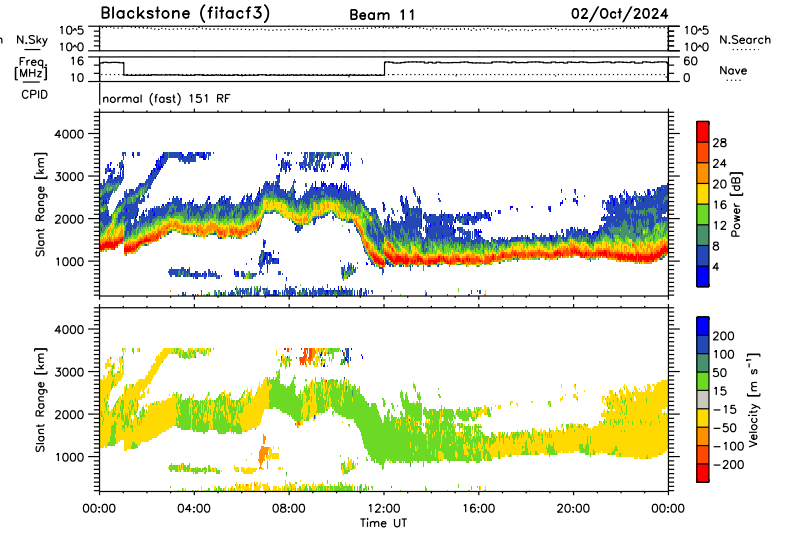 Blackstone (fitacf3) Beam 11 02/Oct/2024
n N.Sky 10^5 10^0 10^5 10^0 N.Search
Freq. [MHz] 16 10 60 0 Nave
CPID normal (fast) 151 RF
Slant Range [km]
4000
3000
2000
1000
28
24
20
16
12
8
4
Power [dB]
Slant Range [km]
4000
3000
2000
1000
200
100
50
15
−15
−50
−100
−200
Velocity [m s⁻¹]
00:00 04:00 08:00 12:00 16:00 20:00 00:00
Time UT